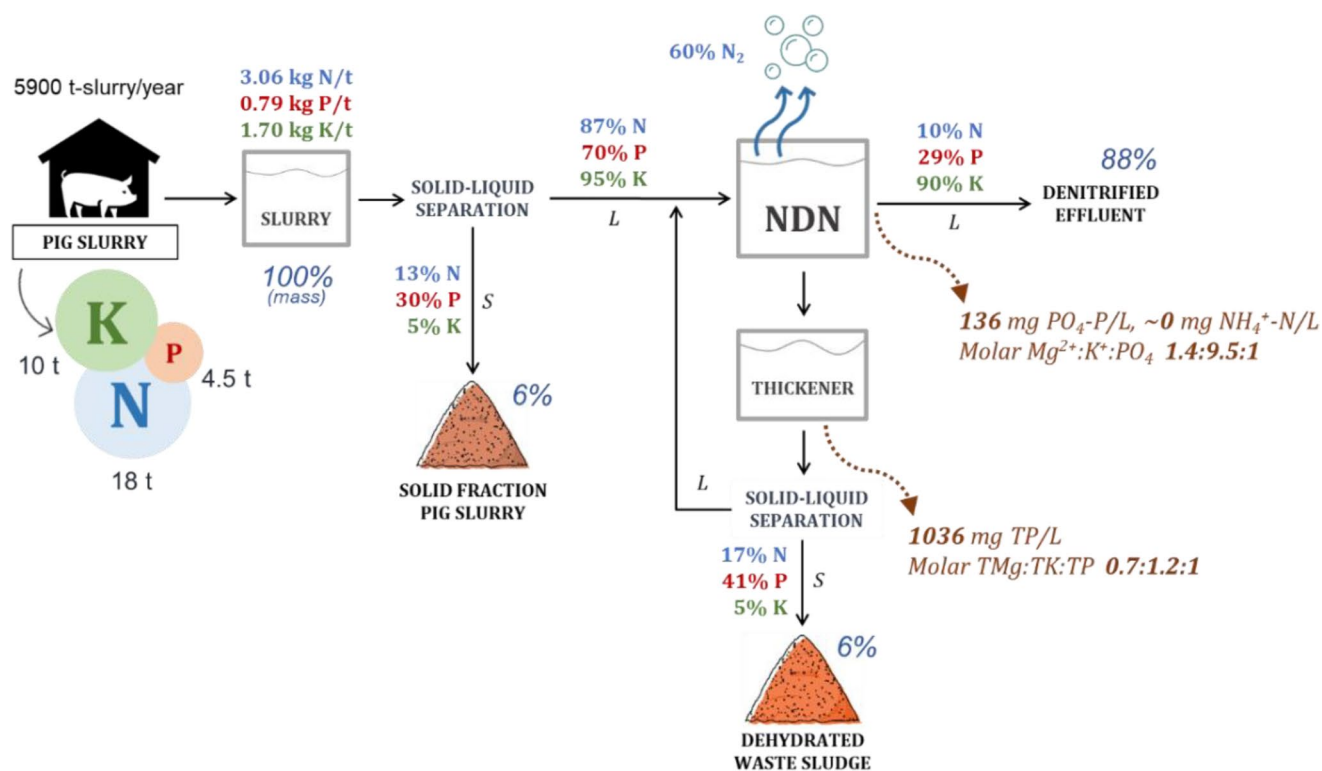 5900 t-slurry/year
PIG SLURRY
K
P
N
10 t
4.5 t
18 t
3.06 kg N/t
0.79 kg P/t
1.70 kg K/t
SLURRY
100%
(mass)
SOLID-LIQUID
SEPARATION
13% N
30% P
5% K
S
6%
SOLID FRACTION
PIG SLURRY
87% N
70% P
95% K
L
60% N₂
NDN
10% N
29% P
90% K
L
88%
DENITRIFIED
EFFLUENT
136 mg PO₄-P/L, ~0 mg NH₄⁺-N/L
Molar Mg²⁺:K⁺:PO₄ 1.4:9.5:1
THICKENER
L
SOLID-LIQUID
SEPARATION
1036 mg TP/L
Molar TMg:TK:TP 0.7:1.2:1
17% N
41% P
5% K
S
6%
DEHYDRATED
WASTE SLUDGE